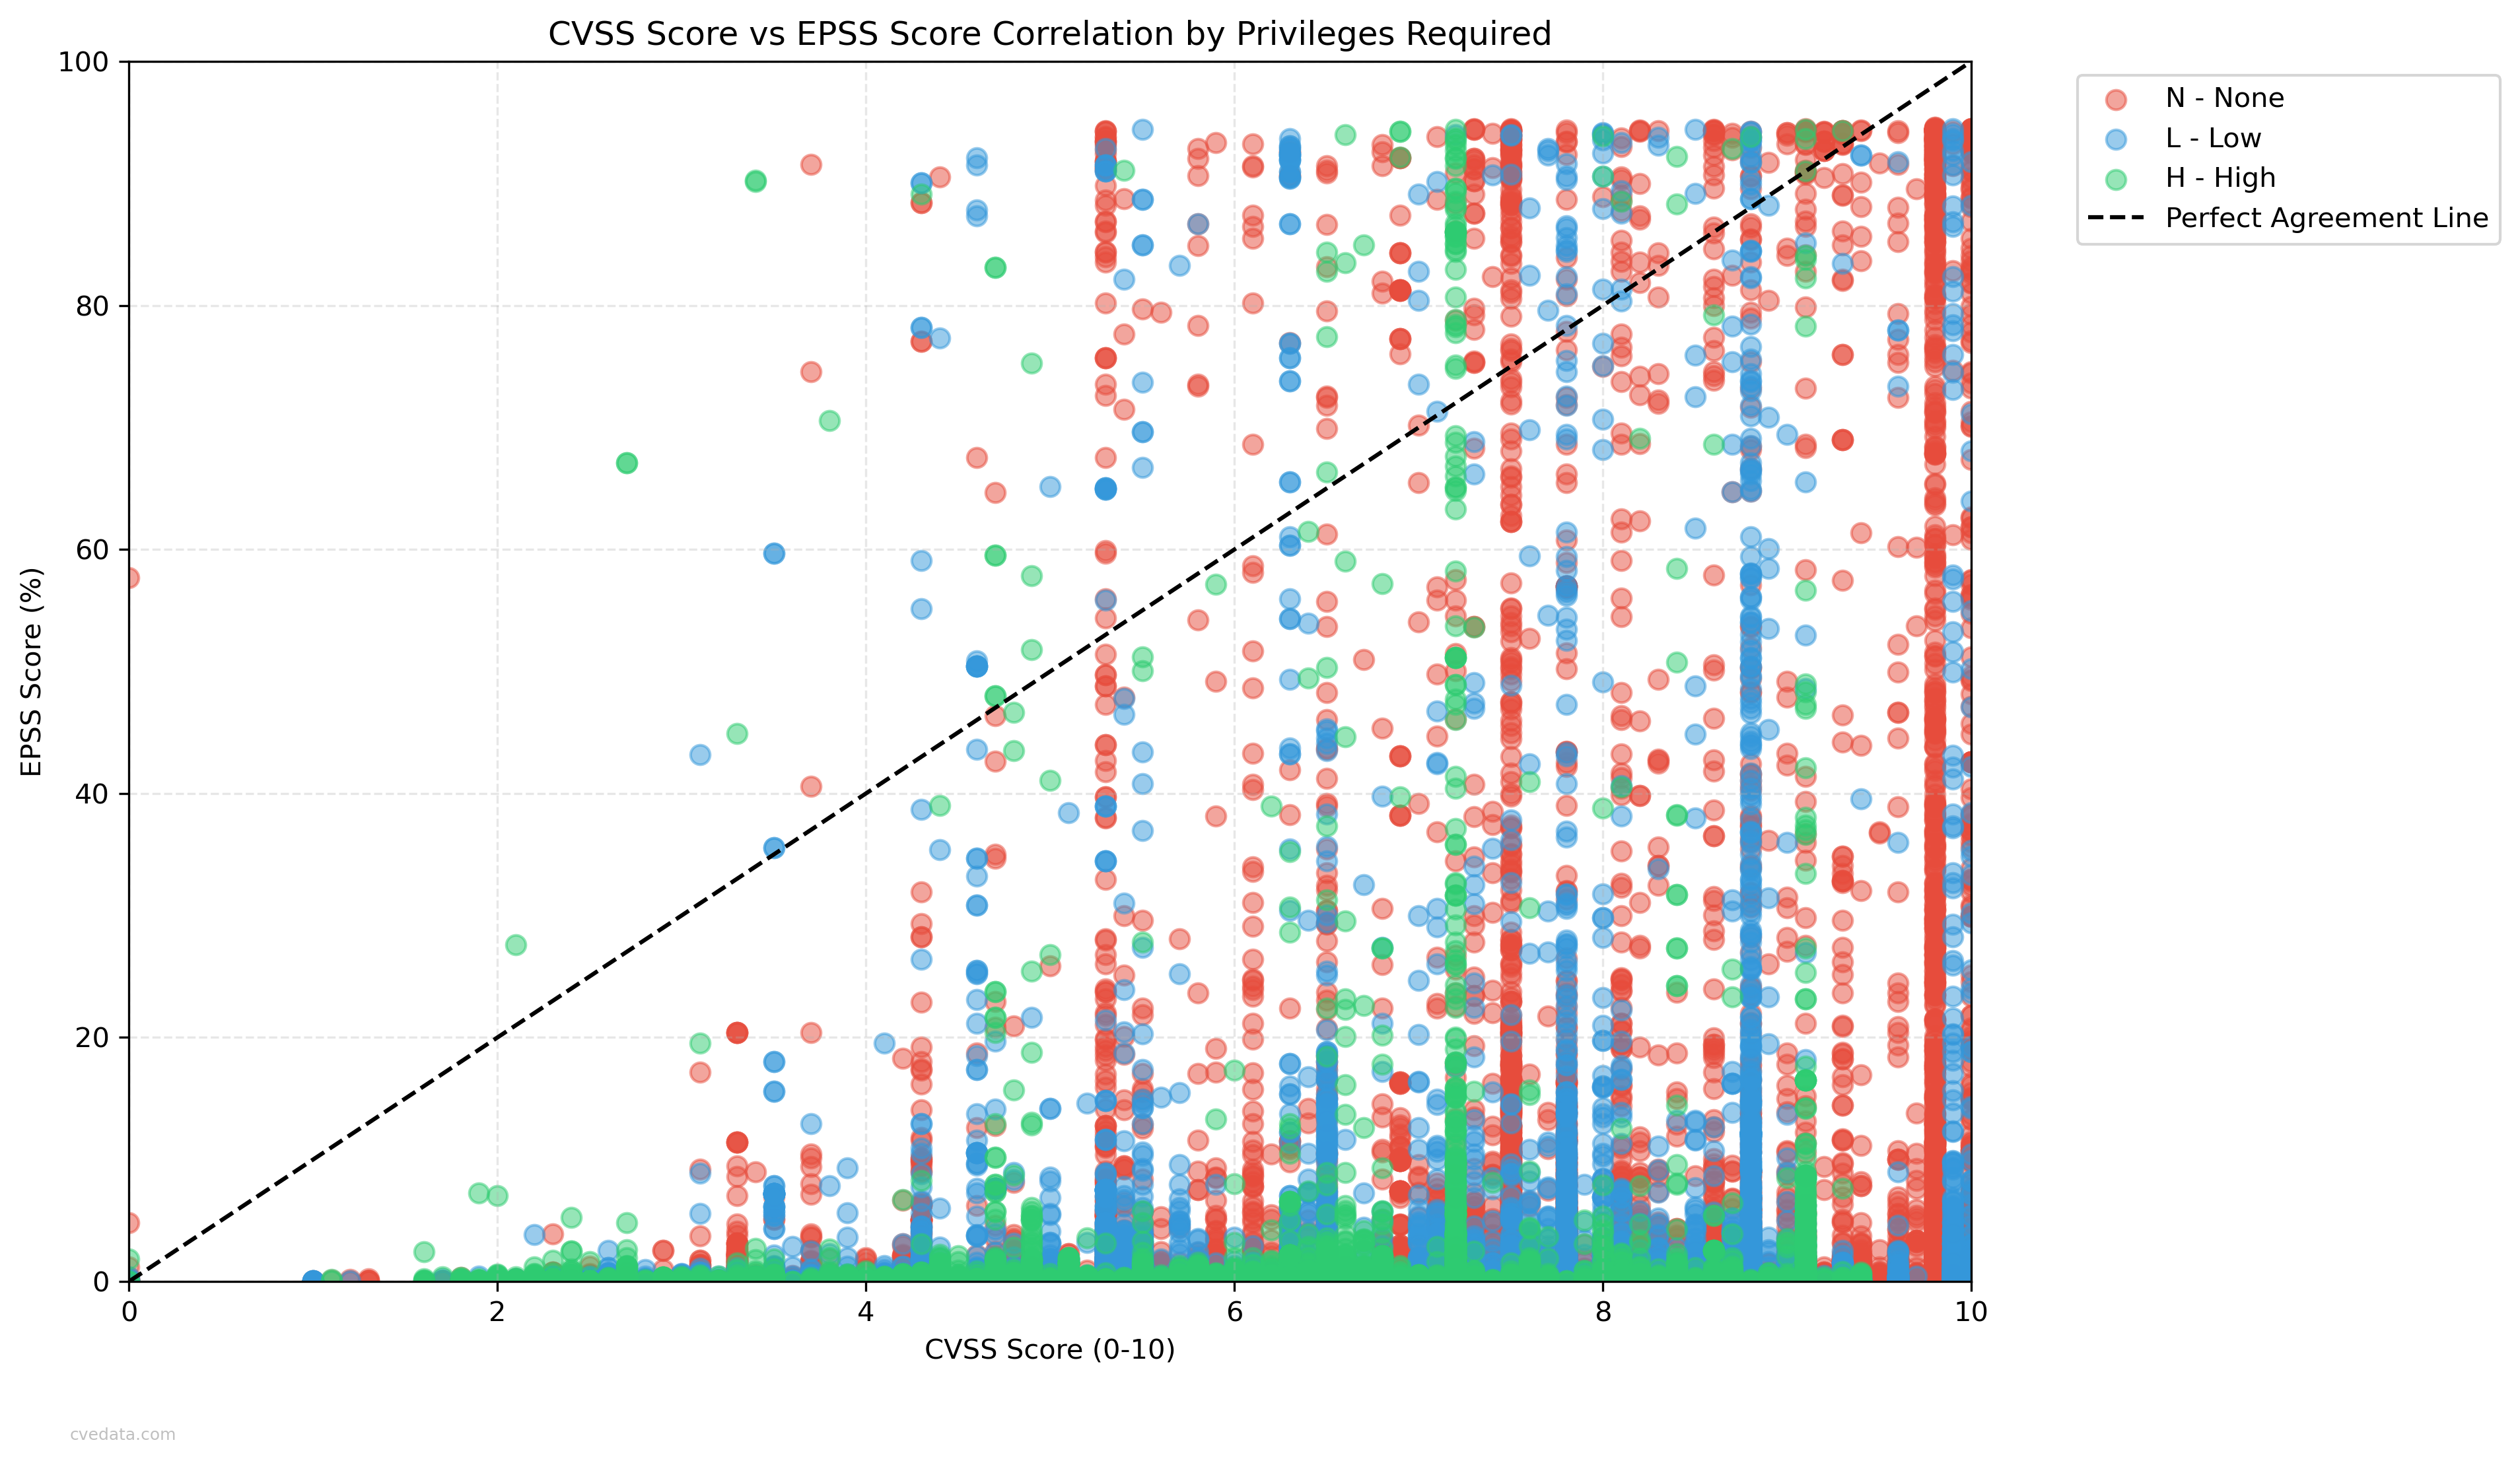 CVSS Score vs EPSS Score Correlation by Privileges Required
100
80
60
40
20
0
EPSS Score (%)
0 2 4 6 8 10
CVSS Score (0-10)
N - None
L - Low
H - High
Perfect Agreement Line
cvedata.com